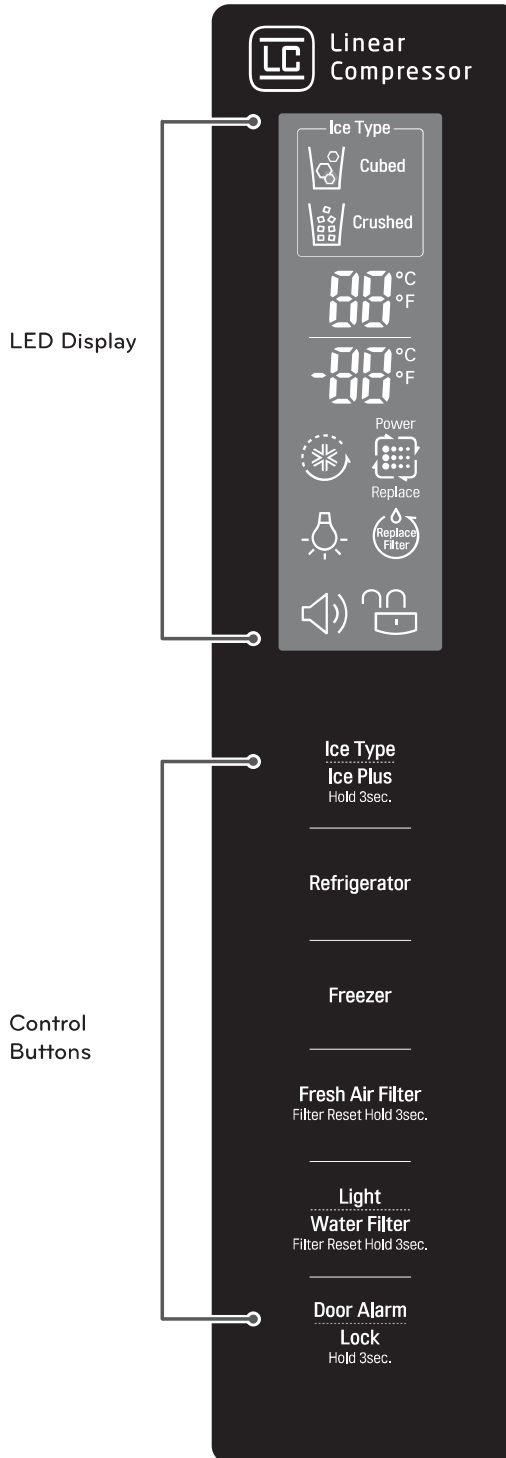 LC Linear
Compressor
Ice Type
Cubed
Crushed
88 °C
°F
-88 °C
°F
Power
Replace
Replace
Filter
LED Display
Ice Type
Ice Plus
Hold 3sec.
Refrigerator
Freezer
Control
Buttons
Fresh Air Filter
Filter Reset Hold 3sec.
Light
Water Filter
Filter Reset Hold 3sec.
Door Alarm
Lock
Hold 3sec.